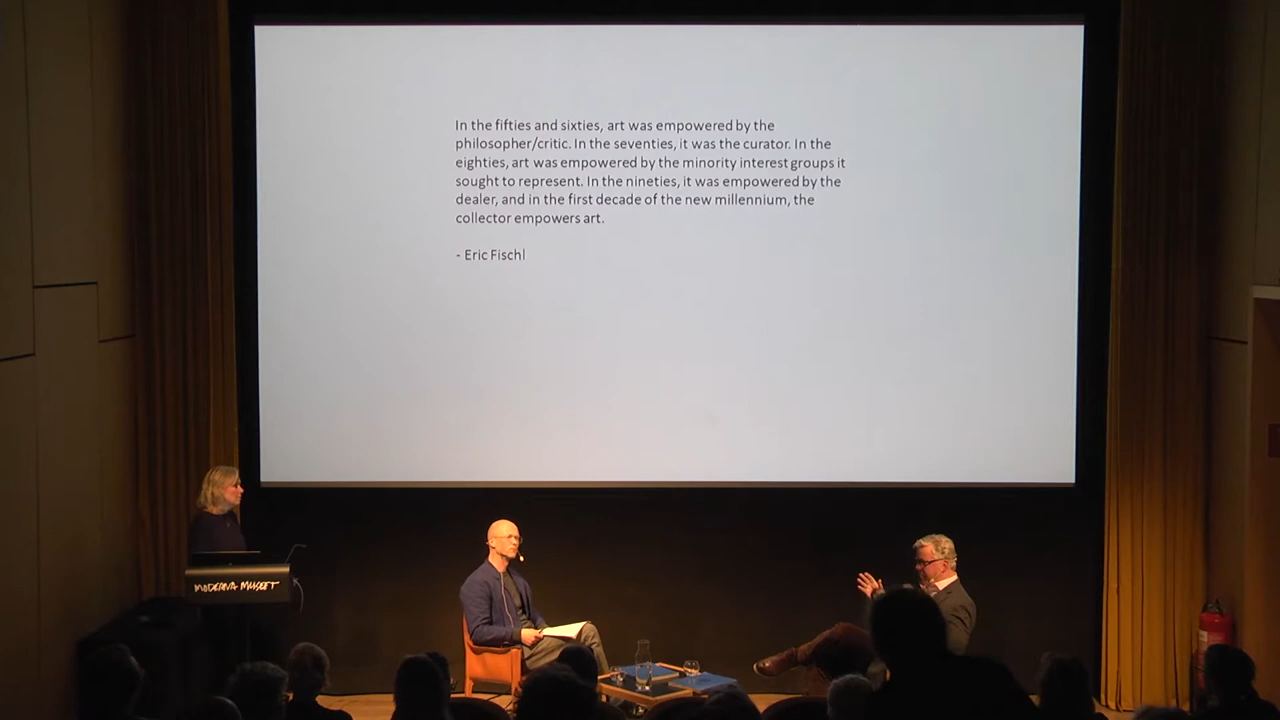 In the fifties and sixties, art was empowered by the
philosopher/critic. In the seventies, it was the curator. In the
eighties, art was empowered by the minority interest groups it
sought to represent. In the nineties, it was empowered by the
dealer, and in the first decade of the new millennium, the
collector empowers art.
- Eric Fischl
MODERNA MUSEET